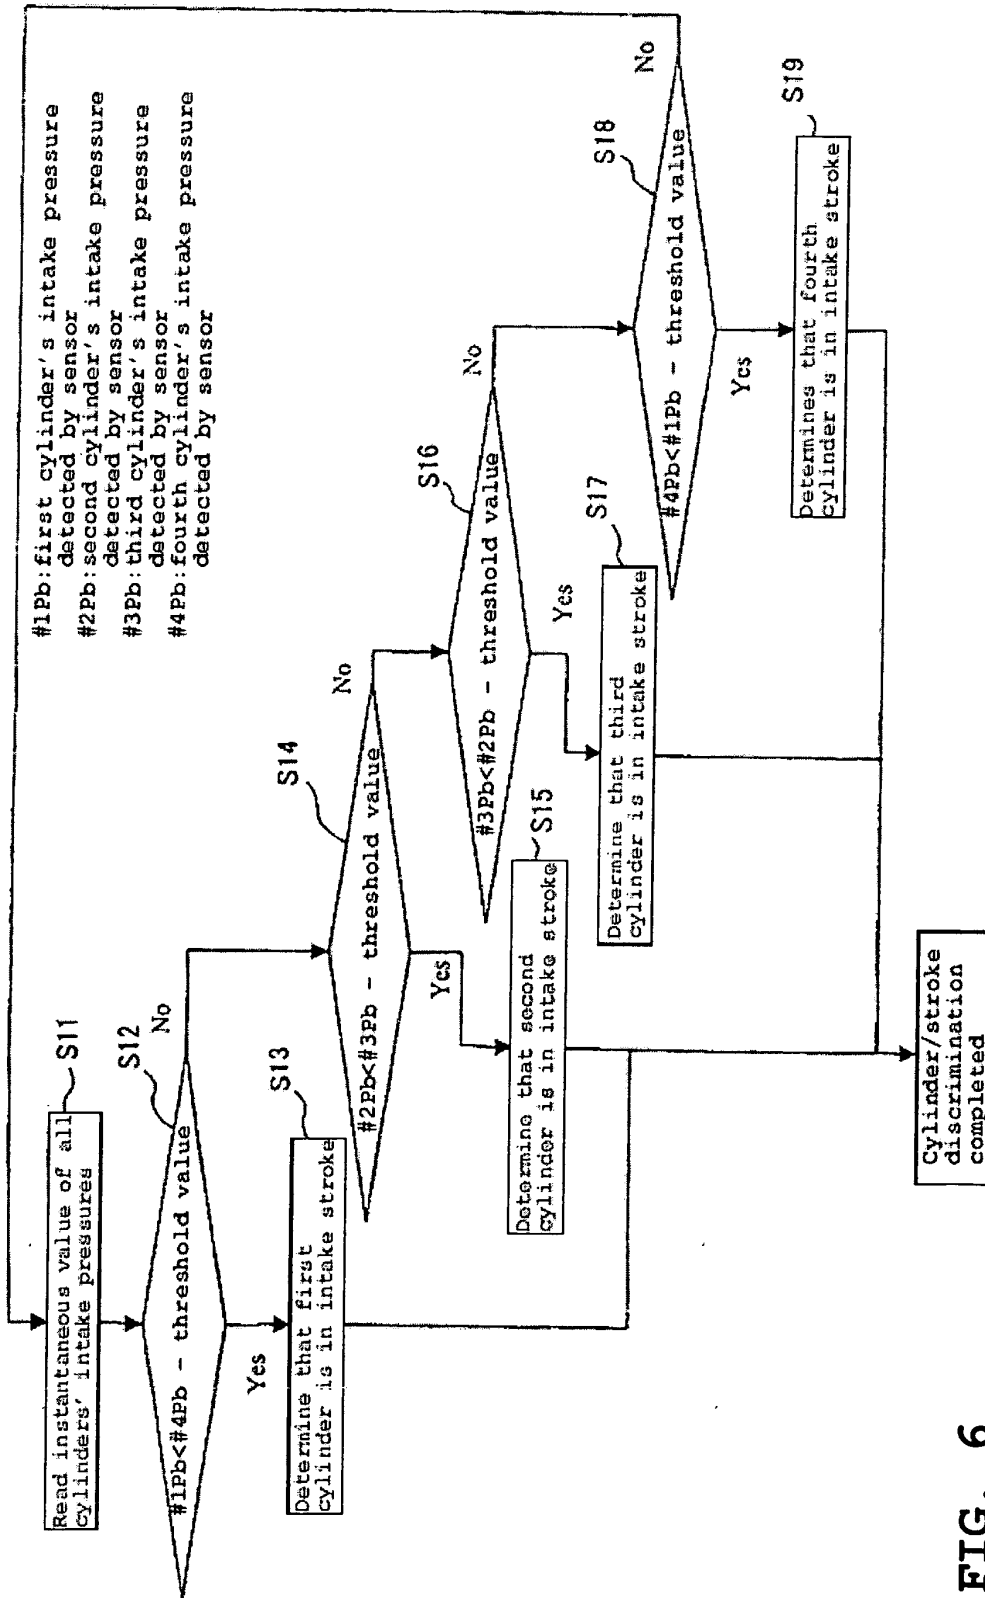 #1Pb:first cylinder's intake pressure
detected by sensor
#2Pb:second cylinder's intake pressure
detected by sensor
#3Pb:third cylinder's intake pressure
detected by sensor
#4Pb:fourth cylinder's intake pressure
detected by sensor
S11
Read instantaneous value of all
cylinders' intake pressures
S12
#1Pb<#4Pb - threshold value
No
Yes
S13
Determine that first
cylinder is in intake stroke
S14
#2Pb<#3Pb - threshold value
No
Yes
S15
Determine that second
cylinder is in intake stroke
S16
#3Pb<#2Pb - threshold value
No
Yes
S17
Determine that third
cylinder is in intake stroke
S18
#4Pb<#1Pb - threshold value
No
Yes
S19
Determines that fourth
cylinder is in intake stroke
Cylinder/stroke
discrimination
completed
FIG. 6